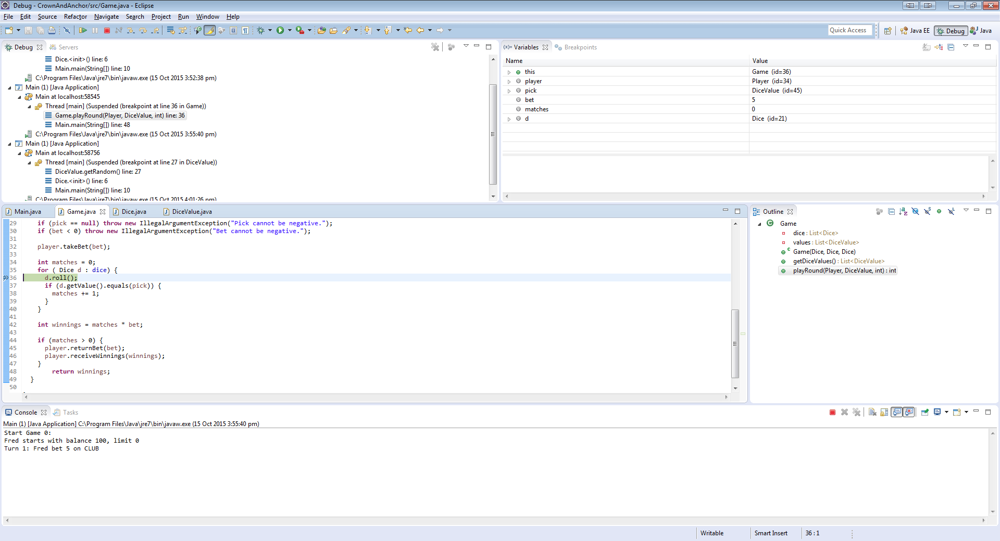 Debug - CrownAndAnchor/src/Game.java - Eclipse
File Edit Source Refactor Navigate Search Project Run Window Help
Quick Access Java EE Debug Java
Debug Servers
Dice.<init>() line: 6
Main.main(String[]) line: 10
C:\Program Files\Java\jre7\bin\javaw.exe (15 Oct 2015 3:52:38 pm)
Main (1) [Java Application]
Main at localhost:58545
Thread [main] (Suspended (breakpoint at line 36 in Game))
Game.playRound(Player, DiceValue, int) line: 36
Main.main(String[]) line: 48
C:\Program Files\Java\jre7\bin\javaw.exe (15 Oct 2015 3:55:40 pm)
Main (1) [Java Application]
Main at localhost:58756
Thread [main] (Suspended (breakpoint at line 27 in DiceValue))
DiceValue.getRandom() line: 27
Dice.<init>() line: 6
Main.main(String[]) line: 10
C:\Program Files\Java\jre7\bin\javaw.exe (15 Oct 2015 4:01:26 pm)
(x)= Variables Breakpoints
Name Value
this Game (id=36)
player Player (id=34)
pick DiceValue (id=45)
bet 5
matches 0
d Dice (id=21)
Main.java Game.java Dice.java DiceValue.java
29 if (pick == null) throw new IllegalArgumentException("Pick cannot be negative.");
30 if (bet < 0) throw new IllegalArgumentException("Bet cannot be negative.");
31
32 player.takeBet(bet);
33
34 int matches = 0;
35 for ( Dice d : dice) {
36 d.roll();
37 if (d.getValue().equals(pick)) {
38 matches += 1;
39 }
40 }
41
42 int winnings = matches * bet;
43
44 if (matches > 0) {
45 player.returnBet(bet);
46 player.receiveWinnings(winnings);
47 }
48 return winnings;
49 }
50
Outline
Game
dice : List<Dice>
values : List<DiceValue>
Game(Dice, Dice, Dice)
getDiceValues() : List<DiceValue>
playRound(Player, DiceValue, int) : int
Console Tasks
Main (1) [Java Application] C:\Program Files\Java\jre7\bin\javaw.exe (15 Oct 2015 3:55:40 pm)
Start Game 0:
Fred starts with balance 100, limit 0
Turn 1: Fred bet 5 on CLUB
Writable Smart Insert 36 : 1